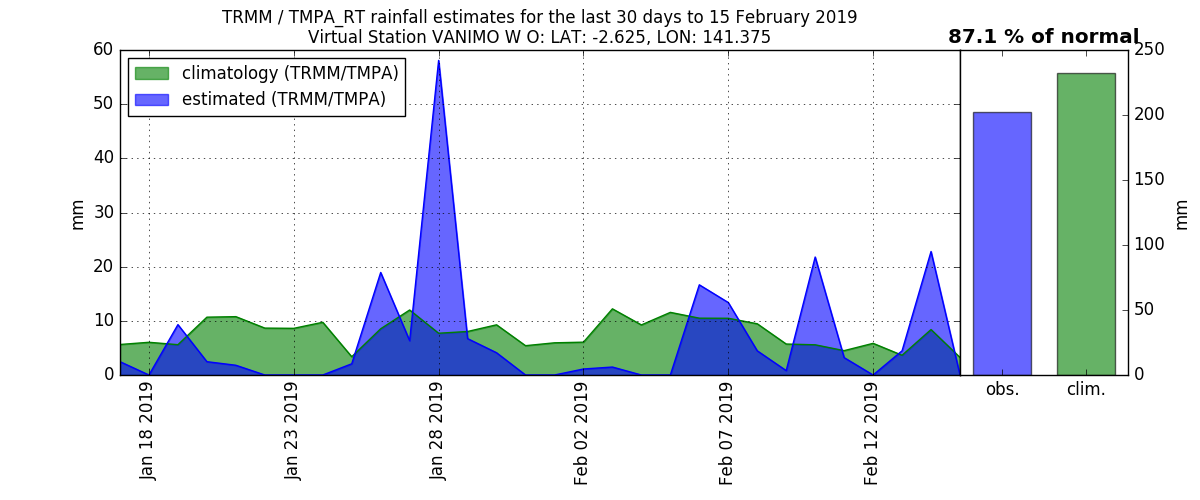 TRMM / TMPA_RT rainfall estimates for the last 30 days to 15 February 2019
Virtual Station VANIMO W O: LAT: -2.625, LON: 141.375
87.1 % of normal
climatology (TRMM/TMPA)
estimated (TRMM/TMPA)
60
50
40
30
20
10
0
mm
Jan 18 2019
Jan 23 2019
Jan 28 2019
Feb 02 2019
Feb 07 2019
Feb 12 2019
obs.
clim.
250
200
150
100
50
0
mm